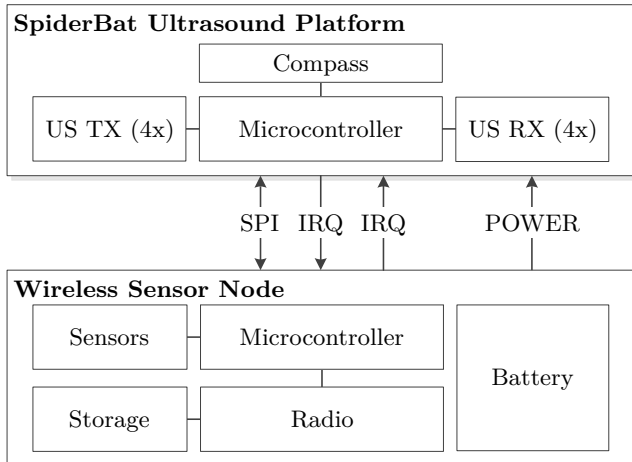 SpiderBat Ultrasound Platform
Compass
US TX (4x)
Microcontroller
US RX (4x)
SPI
IRQ
IRQ
POWER
Wireless Sensor Node
Sensors
Microcontroller
Battery
Storage
Radio